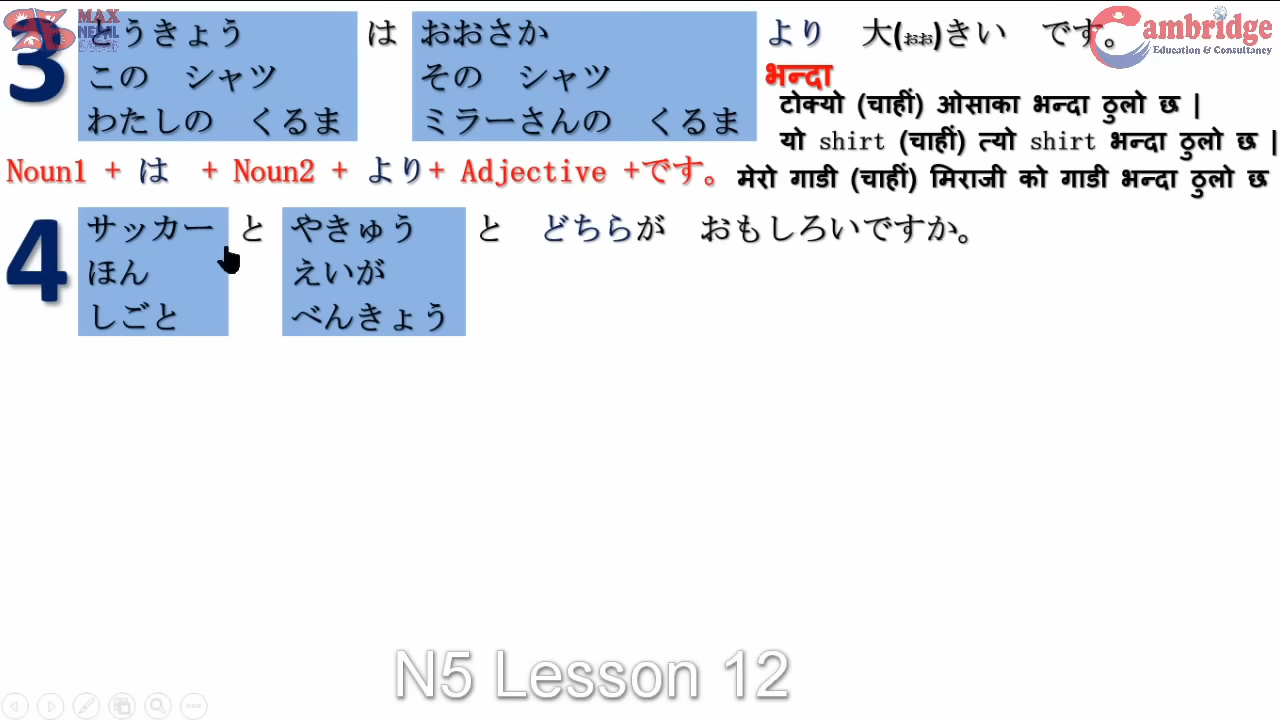 3
とうきょう は おおさか より 大(おお)きい です。
この シャツ その シャツ भन्दा
わたしの くるま ミラーさんの くるま
टोक्यो (चाहीं) ओसाका भन्दा ठुलो छ |
यो shirt (चाहीं) त्यो shirt भन्दा ठुलो छ |
Noun1 + は + Noun2 + より+ Adjective +です。
मेरो गाडी (चाहीं) मिराजी को गाडी भन्दा ठुलो छ
4
サッカー と やきゅう と どちらが おもしろいですか。
ほん えいが
しごと べんきょう
N5 Lesson 12
MAX
NEPAL
Cambridge
Education & Consultancy